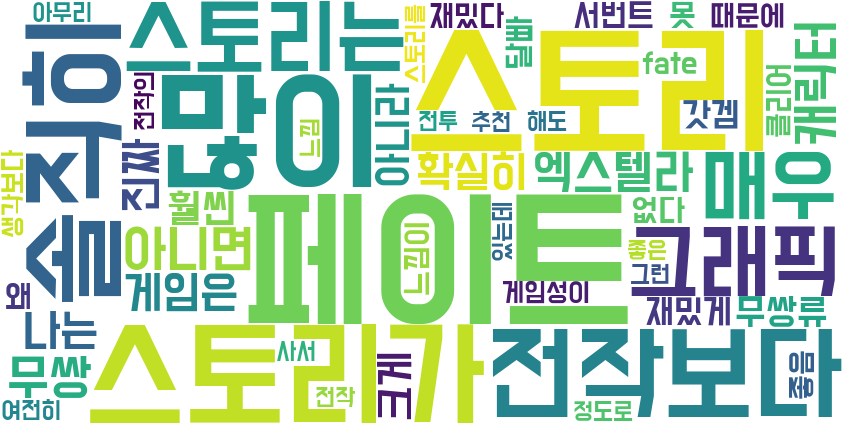 아무리
스토리는
재밌다
서번트
못
때문에
스토리를
달빠
fate
캐릭터
솔직히
많이
느낌
아니라
스토리
갓겜
클리어
전작의
진짜
전투
추천
해도
생각보다
확실히
엑스텔라
매우
훨씬
아니면
페이트
느낌이
있는데
없다
좋은
그런
그래픽
왜
게임은
게임성이
재밌게
무쌍류
나는
무쌍
스토리가
사서
크게
전작보다
좋음
여전히
전작
정도로